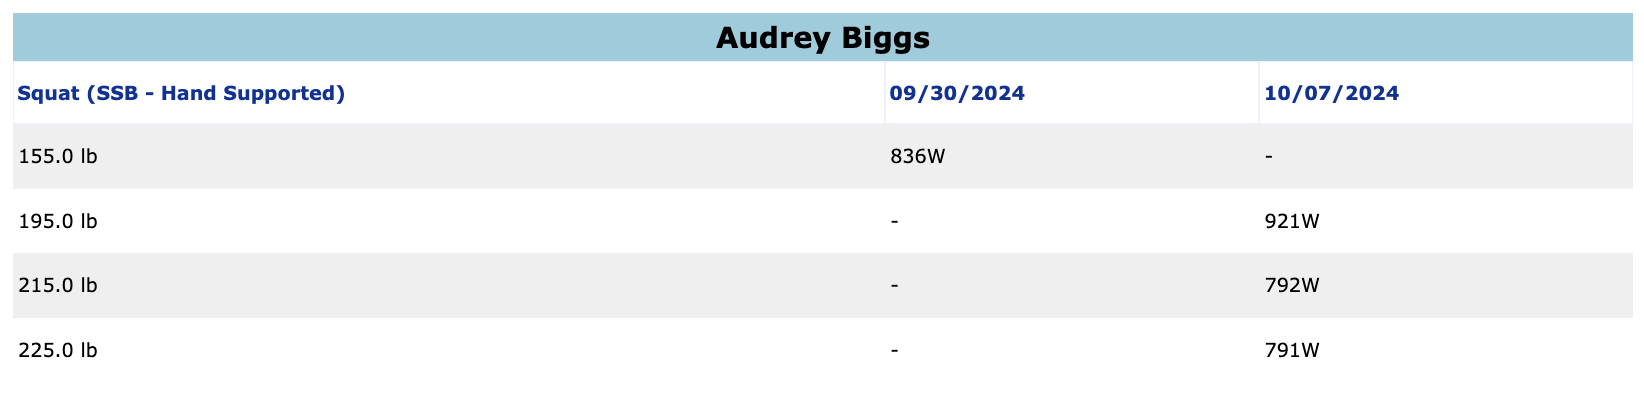 Audrey Biggs
Squat (SSB - Hand Supported) 09/30/2024 10/07/2024
155.0 lb 836W -
195.0 lb - 921W
215.0 lb - 792W
225.0 lb - 791W